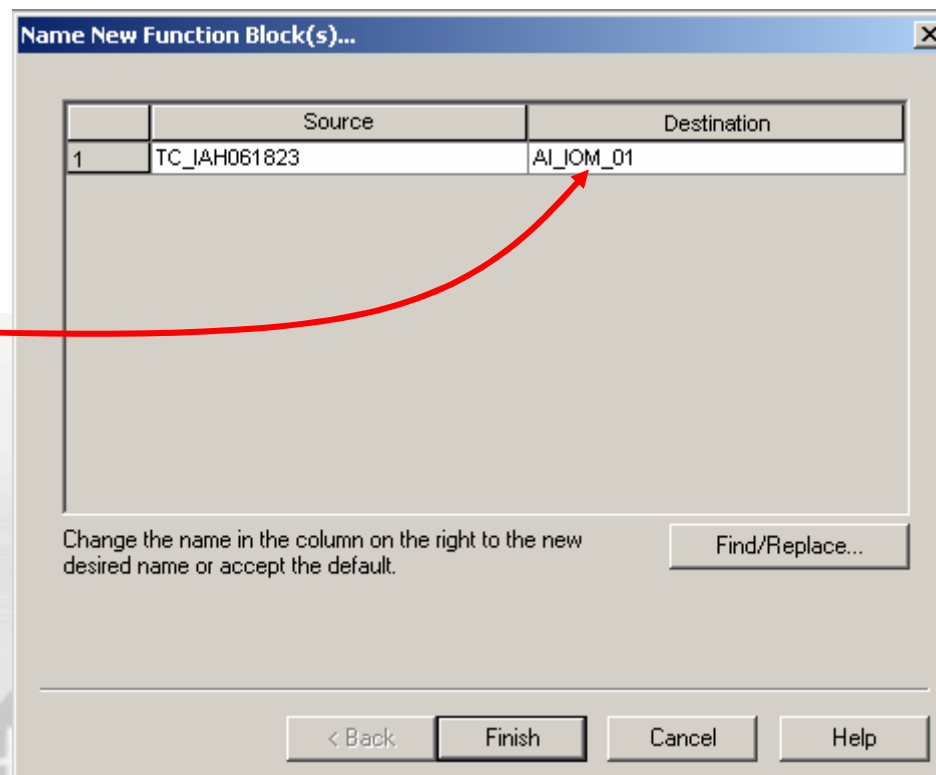 Name New Function Block(s)...
Source Destination
1 TC_IAH061823 AI_IOM_01
Change the name in the column on the right to the new
desired name or accept the default.
Find/Replace...
< Back Finish Cancel Help